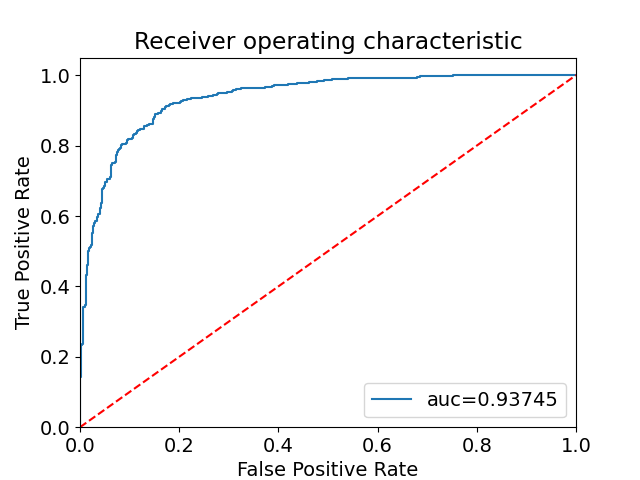 Receiver operating characteristic
True Positive Rate
1.0
0.8
0.6
0.4
0.2
0.0
0.0 0.2 0.4 0.6 0.8 1.0
False Positive Rate
auc=0.93745